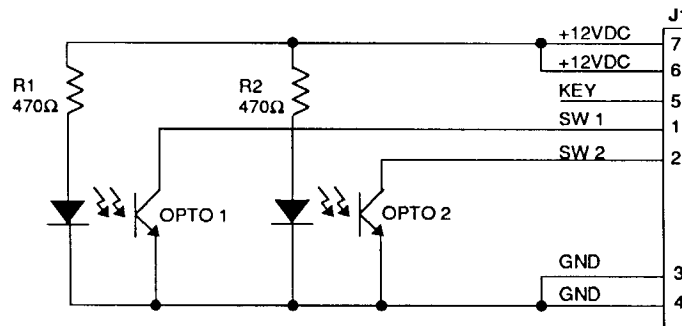 J1
+12VDC 7
+12VDC 6
R1
470Ω
R2
470Ω
KEY 5
SW 1 1
SW 2 2
OPTO 1
OPTO 2
GND 3
GND 4